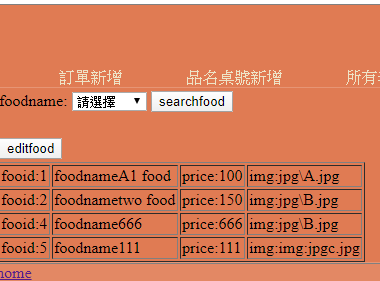 訂單新增 品名桌號新增 所有
foodname: 請選擇 searchfood
editfood
fooid:1 foodnameA1 food price:100 img:jpg\A.jpg
fooid:2 foodnametwo food price:150 img:jpg\B.jpg
fooid:4 foodname666 price:666 img:jpg\B.jpg
fooid:5 foodname111 price:111 img:img:jpgc.jpg
home